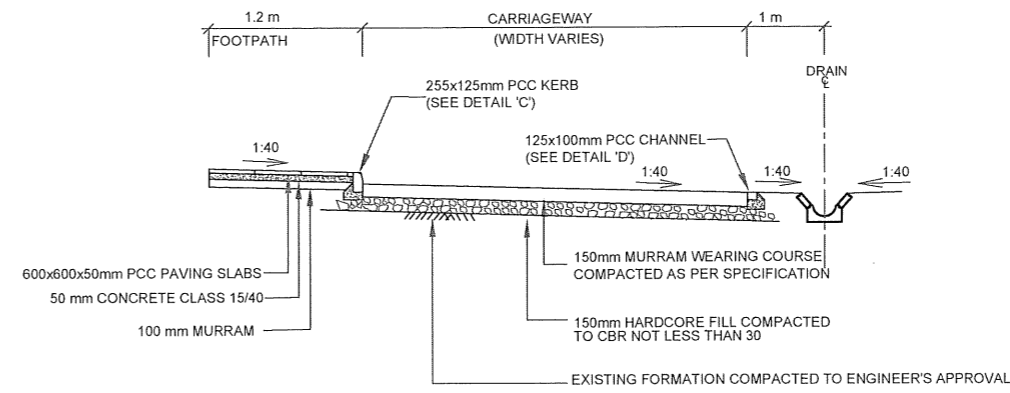 1.2 m
CARRIAGEWAY
1 m
FOOTPATH
(WIDTH VARIES)
DRAIN
℄
255x125mm PCC KERB
(SEE DETAIL 'C')
125x100mm PCC CHANNEL
(SEE DETAIL 'D')
1:40
1:40
1:40
1:40
150mm MURRAM WEARING COURSE
COMPACTED AS PER SPECIFICATION
600x600x50mm PCC PAVING SLABS
50 mm CONCRETE CLASS 15/40
100 mm MURRAM
150mm HARDCORE FILL COMPACTED
TO CBR NOT LESS THAN 30
EXISTING FORMATION COMPACTED TO ENGINEER'S APPROVAL